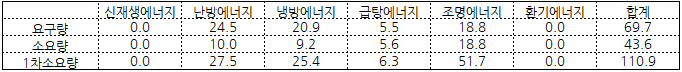 신재생에너지 난방에너지 냉방에너지 급탕에너지 조명에너지 환기에너지 합계
요구량 0.0 24.5 20.9 5.5 18.8 0.0 69.7
소요량 0.0 10.0 9.2 5.6 18.8 0.0 43.6
1차소요량 0.0 27.5 25.4 6.3 51.7 0.0 110.9